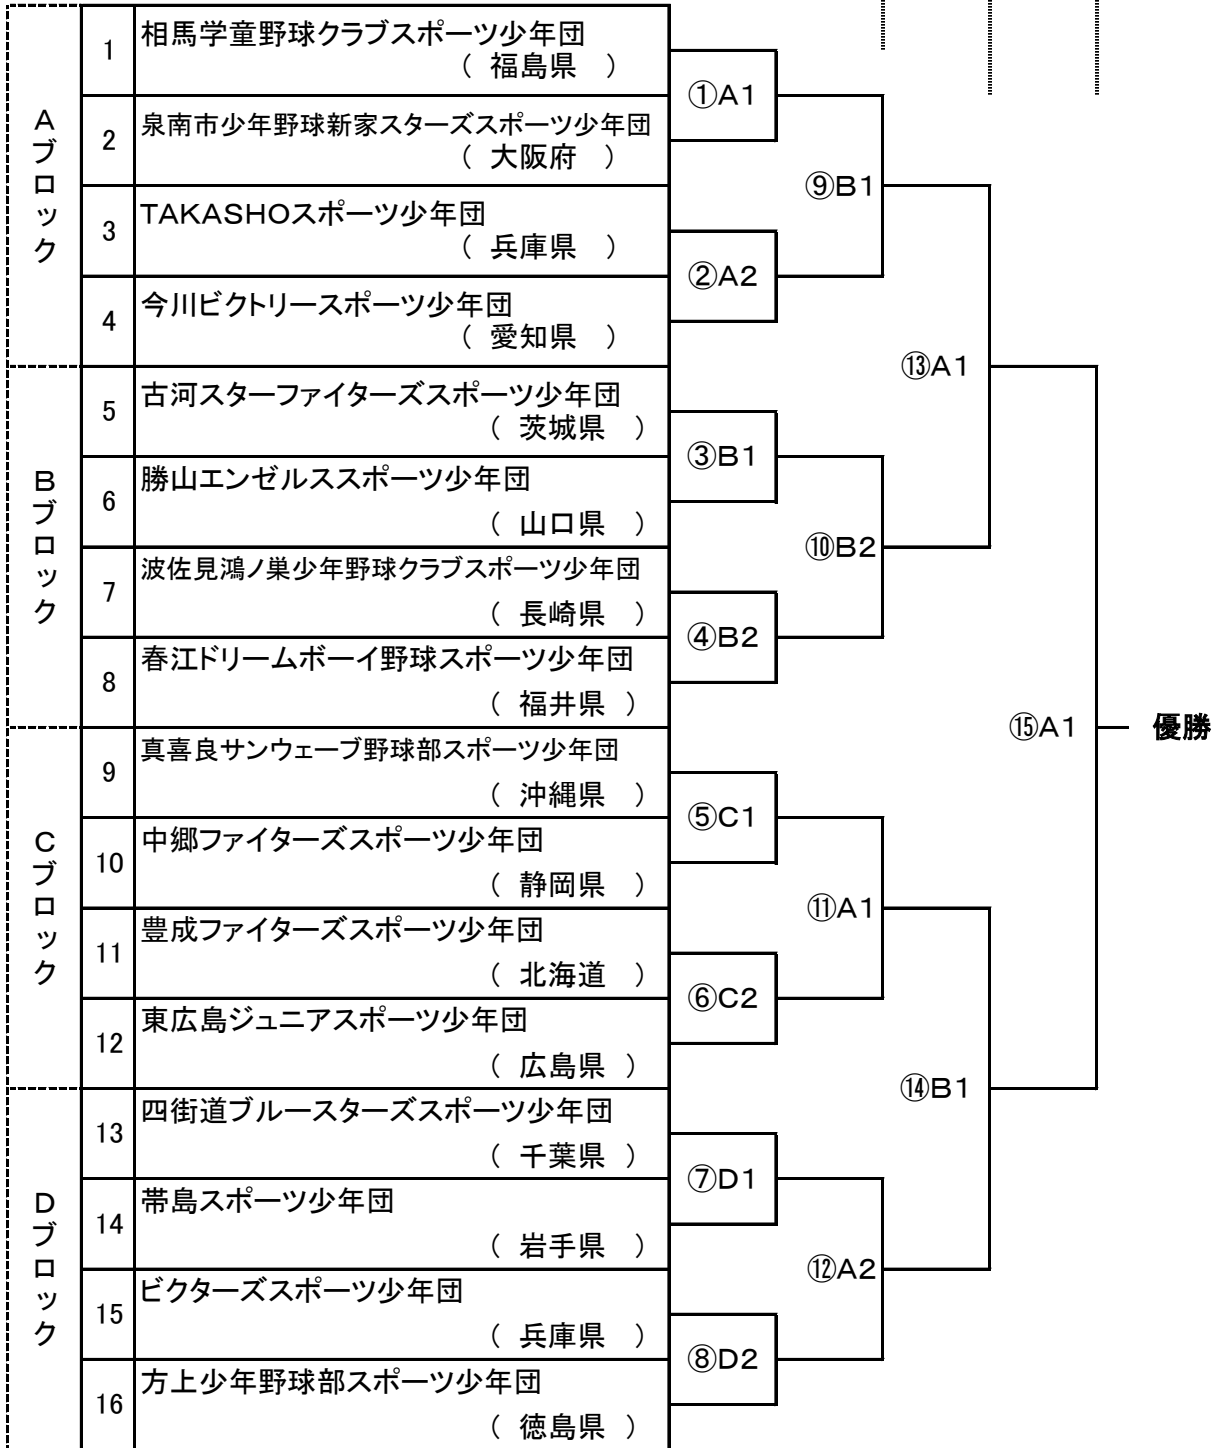 Aブロック
1
相馬学童野球クラブスポーツ少年団
( 福島県 )
2
泉南市少年野球新家スターズスポーツ少年団
( 大阪府 )
3
TAKASHOスポーツ少年団
( 兵庫県 )
4
今川ビクトリースポーツ少年団
( 愛知県 )
Bブロック
5
古河スターファイターズスポーツ少年団
( 茨城県 )
6
勝山エンゼルススポーツ少年団
( 山口県 )
7
波佐見鴻ノ巣少年野球クラブスポーツ少年団
( 長崎県 )
8
春江ドリームボーイ野球スポーツ少年団
( 福井県 )
Cブロック
9
真喜良サンウェーブ野球部スポーツ少年団
( 沖縄県 )
10
中郷ファイターズスポーツ少年団
( 静岡県 )
11
豊成ファイターズスポーツ少年団
( 北海道 )
12
東広島ジュニアスポーツ少年団
( 広島県 )
Dブロック
13
四街道ブルースターズスポーツ少年団
( 千葉県 )
14
帯島スポーツ少年団
( 岩手県 )
15
ビクターズスポーツ少年団
( 兵庫県 )
16
方上少年野球部スポーツ少年団
( 徳島県 )
①A1
②A2
③B1
④B2
⑤C1
⑥C2
⑦D1
⑧D2
⑨B1
⑩B2
⑪A1
⑫A2
⑬A1
⑭B1
⑮A1
優勝